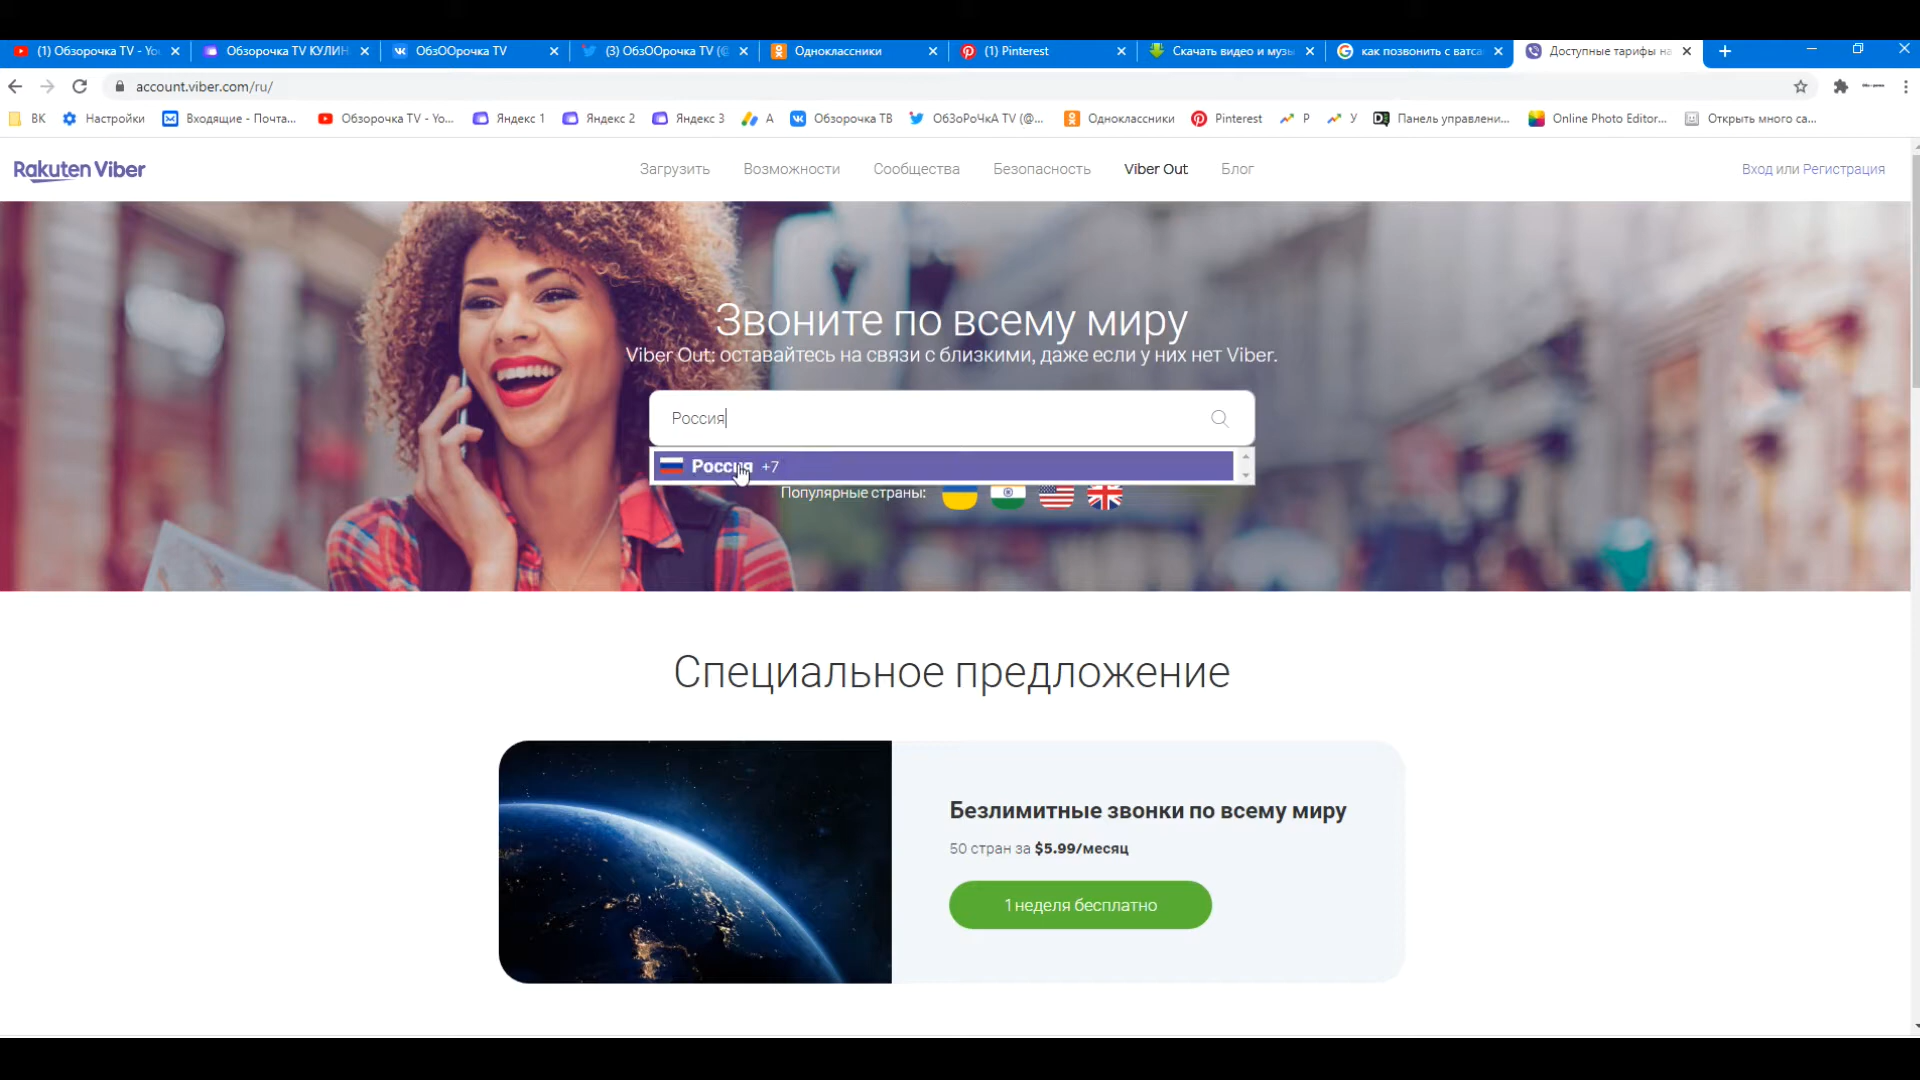 (1) Обзорочка TV - Yo
Обзорочка TV КУЛИН
ОбзООрочка TV
(3) ОбзООрочка TV (@
Одноклассники
(1) Pinterest
Скачать видео и музы
как позвонить с ватса
Доступные тарифы на
account.viber.com/ru/
ВК
Настройки
Входящие - Почта...
Обзорочка TV - Yo...
Яндекс 1
Яндекс 2
Яндекс 3
А
Обзорочка ТВ
ОбЗоРоЧкА TV (@...
Одноклассники
Pinterest
Р
У
Панель управлени...
Online Photo Editor...
Открыть много са...
Rakuten Viber
Загрузить
Возможности
Сообщества
Безопасность
Viber Out
Блог
Вход или Регистрация
Звоните по всему миру
Viber Out: оставайтесь на связи с близкими, даже если у них нет Viber.
Россия
Россия +7
Популярные страны:
Специальное предложение
Безлимитные звонки по всему миру
50 стран за $5.99/месяц
1 неделя бесплатно